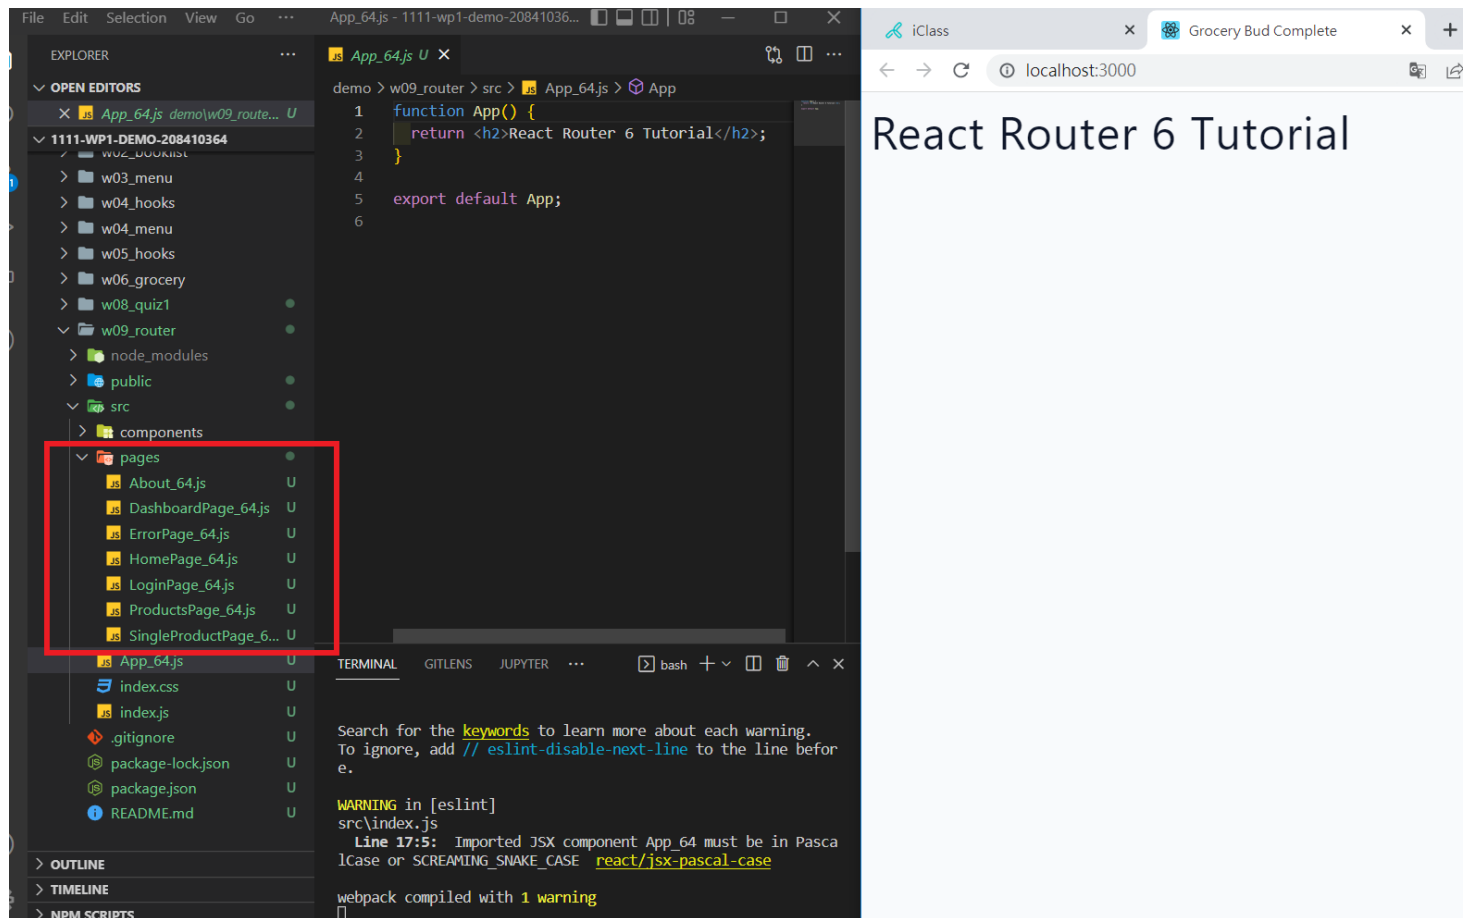 File Edit Selection View Go ··· App_64.js - 1111-wp1-demo-20841036...
EXPLORER ···
OPEN EDITORS
App_64.js demo\w09_route... U
1111-WP1-DEMO-208410364
w02_booklist
w03_menu
w04_hooks
w04_menu
w05_hooks
w06_grocery
w08_quiz1
w09_router
node_modules
public
src
components
pages
About_64.js U
DashboardPage_64.js U
ErrorPage_64.js U
HomePage_64.js U
LoginPage_64.js U
ProductsPage_64.js U
SingleProductPage_6... U
App_64.js U
index.css U
index.js U
.gitignore U
package-lock.json U
package.json U
README.md U
OUTLINE
TIMELINE
NPM SCRIPTS
App_64.js U
demo > w09_router > src > App_64.js > App
1 function App() {
2 return <h2>React Router 6 Tutorial</h2>;
3 }
4
5 export default App;
6
TERMINAL GITLENS JUPYTER ··· bash
Search for the keywords to learn more about each warning.
To ignore, add // eslint-disable-next-line to the line befor
e.
WARNING in [eslint]
src\index.js
Line 17:5: Imported JSX component App_64 must be in Pasca
lCase or SCREAMING_SNAKE_CASE react/jsx-pascal-case
webpack compiled with 1 warning
iClass
Grocery Bud Complete
localhost:3000
React Router 6 Tutorial